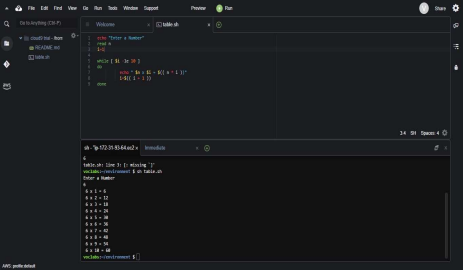 File Edit Find View Go Run Tools Window Support Preview Run Share
Go to Anything (Ctrl-P)
Welcome
table.sh
README.md
table.sh
1 echo "Enter a Number"
2 read n
3 i=1
4
5 while [ $i -le 10 ]
6 do
7 echo " $n x $i = $(( n * i ))"
8 i=$(( i + 1 ))
9 done
3:4 SH Spaces: 4
sh - "ip-172-31-93-64.ec2
Immediate
6
table.sh: line 3: [: missing `]'
voclabs:~/environment $ sh table.sh
Enter a Number
6
6 x 1 = 6
6 x 2 = 12
6 x 3 = 18
6 x 4 = 24
6 x 5 = 30
6 x 6 = 36
6 x 7 = 42
6 x 8 = 48
6 x 9 = 54
6 x 10 = 60
voclabs:~/environment $
AWS: profile:default